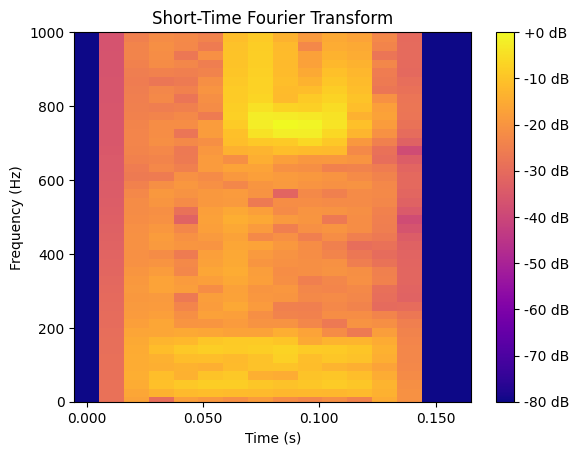 Short-Time Fourier Transform
1000
800
600
400
200
0
Frequency (Hz)
0.000
0.050
0.100
0.150
Time (s)
+0 dB
-10 dB
-20 dB
-30 dB
-40 dB
-50 dB
-60 dB
-70 dB
-80 dB